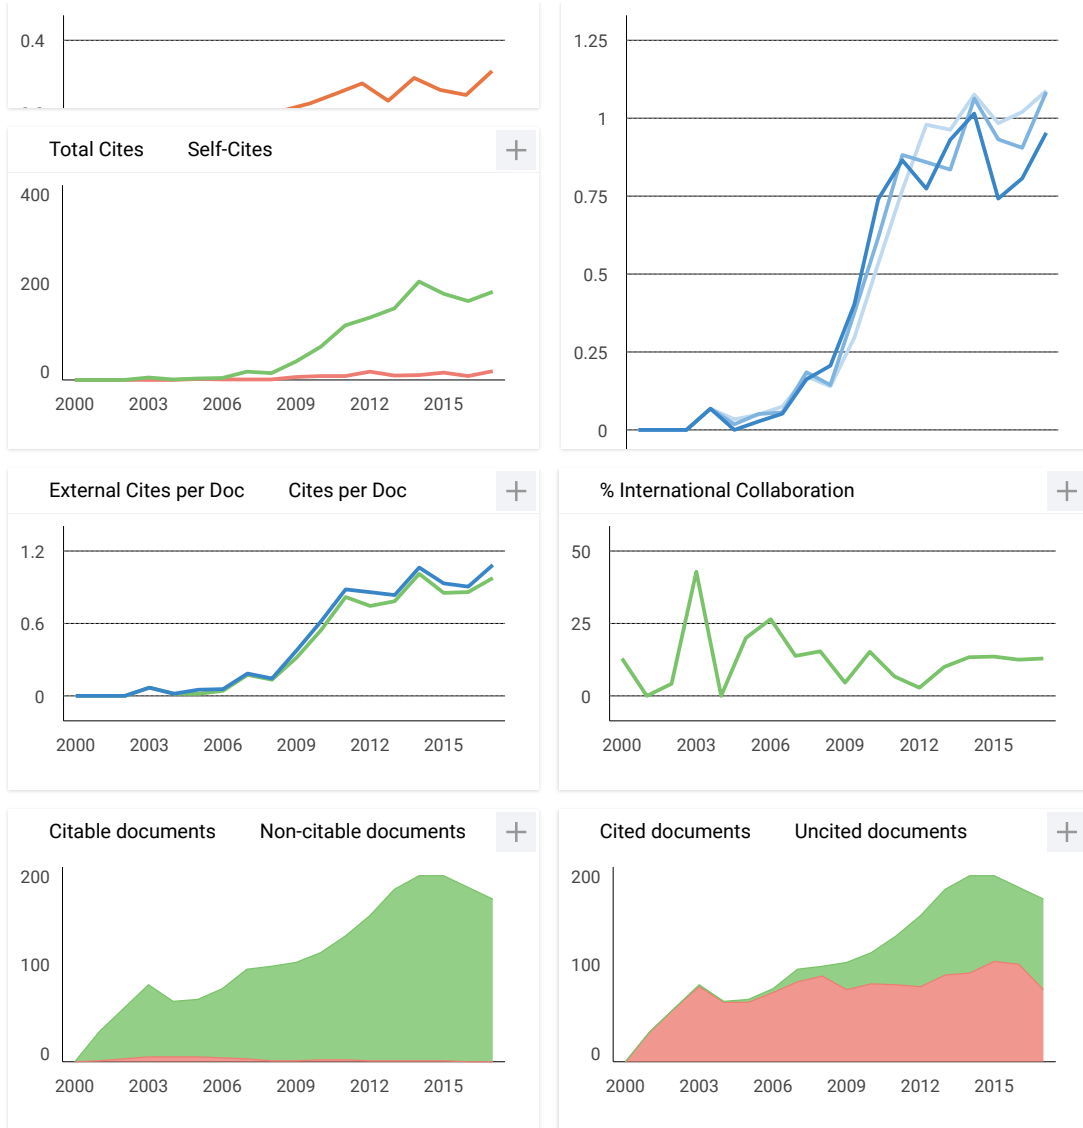 0.4
Total Cites Self-Cites
400
200
0
2000 2003 2006 2009 2012 2015
1.25
1
0.75
0.5
0.25
0
External Cites per Doc Cites per Doc
1.2
0.6
0
2000 2003 2006 2009 2012 2015
% International Collaboration
50
25
0
2000 2003 2006 2009 2012 2015
Citable documents Non-citable documents
200
100
0
2000 2003 2006 2009 2012 2015
Cited documents Uncited documents
200
100
0
2000 2003 2006 2009 2012 2015